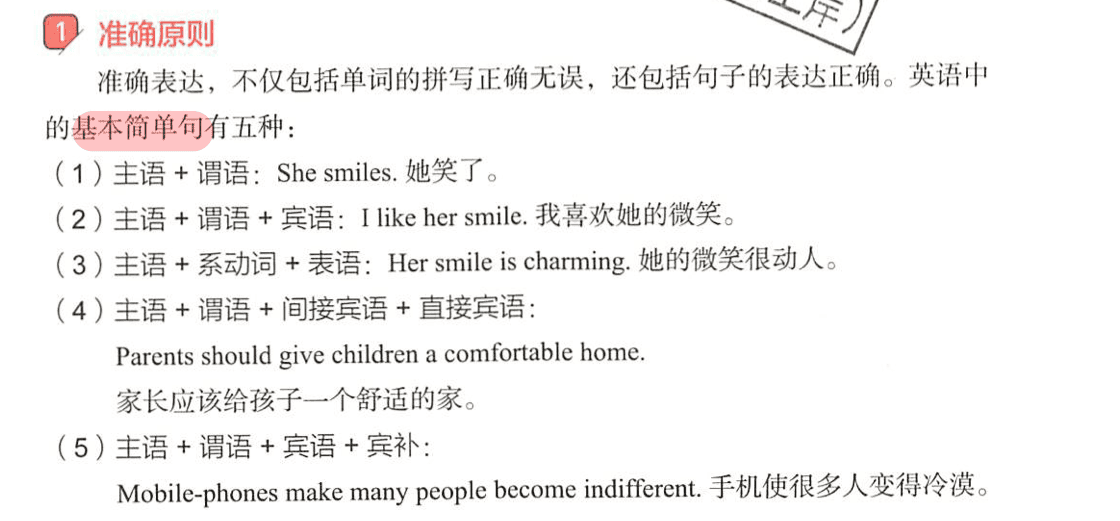 1 准确原则
准确表达，不仅包括单词的拼写正确无误，还包括句子的表达正确。英语中
的基本简单句有五种：
（1）主语 + 谓语：She smiles. 她笑了。
（2）主语 + 谓语 + 宾语：I like her smile. 我喜欢她的微笑。
（3）主语 + 系动词 + 表语：Her smile is charming. 她的微笑很动人。
（4）主语 + 谓语 + 间接宾语 + 直接宾语：
Parents should give children a comfortable home.
家长应该给孩子一个舒适的家。
（5）主语 + 谓语 + 宾语 + 宾补：
Mobile-phones make many people become indifferent. 手机使很多人变得冷漠。